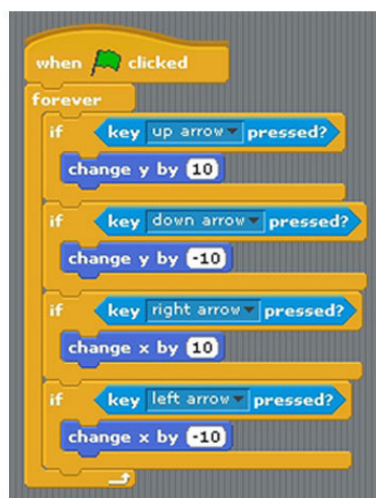 when clicked
forever
if key up arrow pressed?
change y by 10
if key down arrow pressed?
change y by -10
if key right arrow pressed?
change x by 10
if key left arrow pressed?
change x by -10